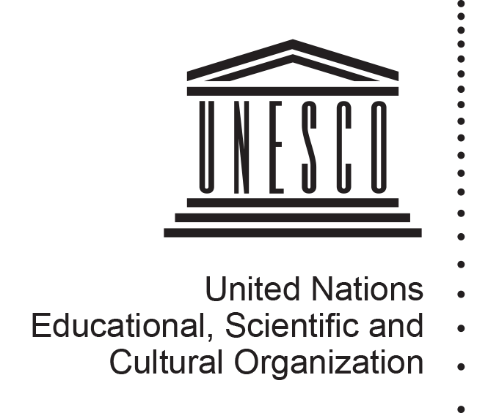 UNESCO
United Nations
Educational, Scientific and
Cultural Organization